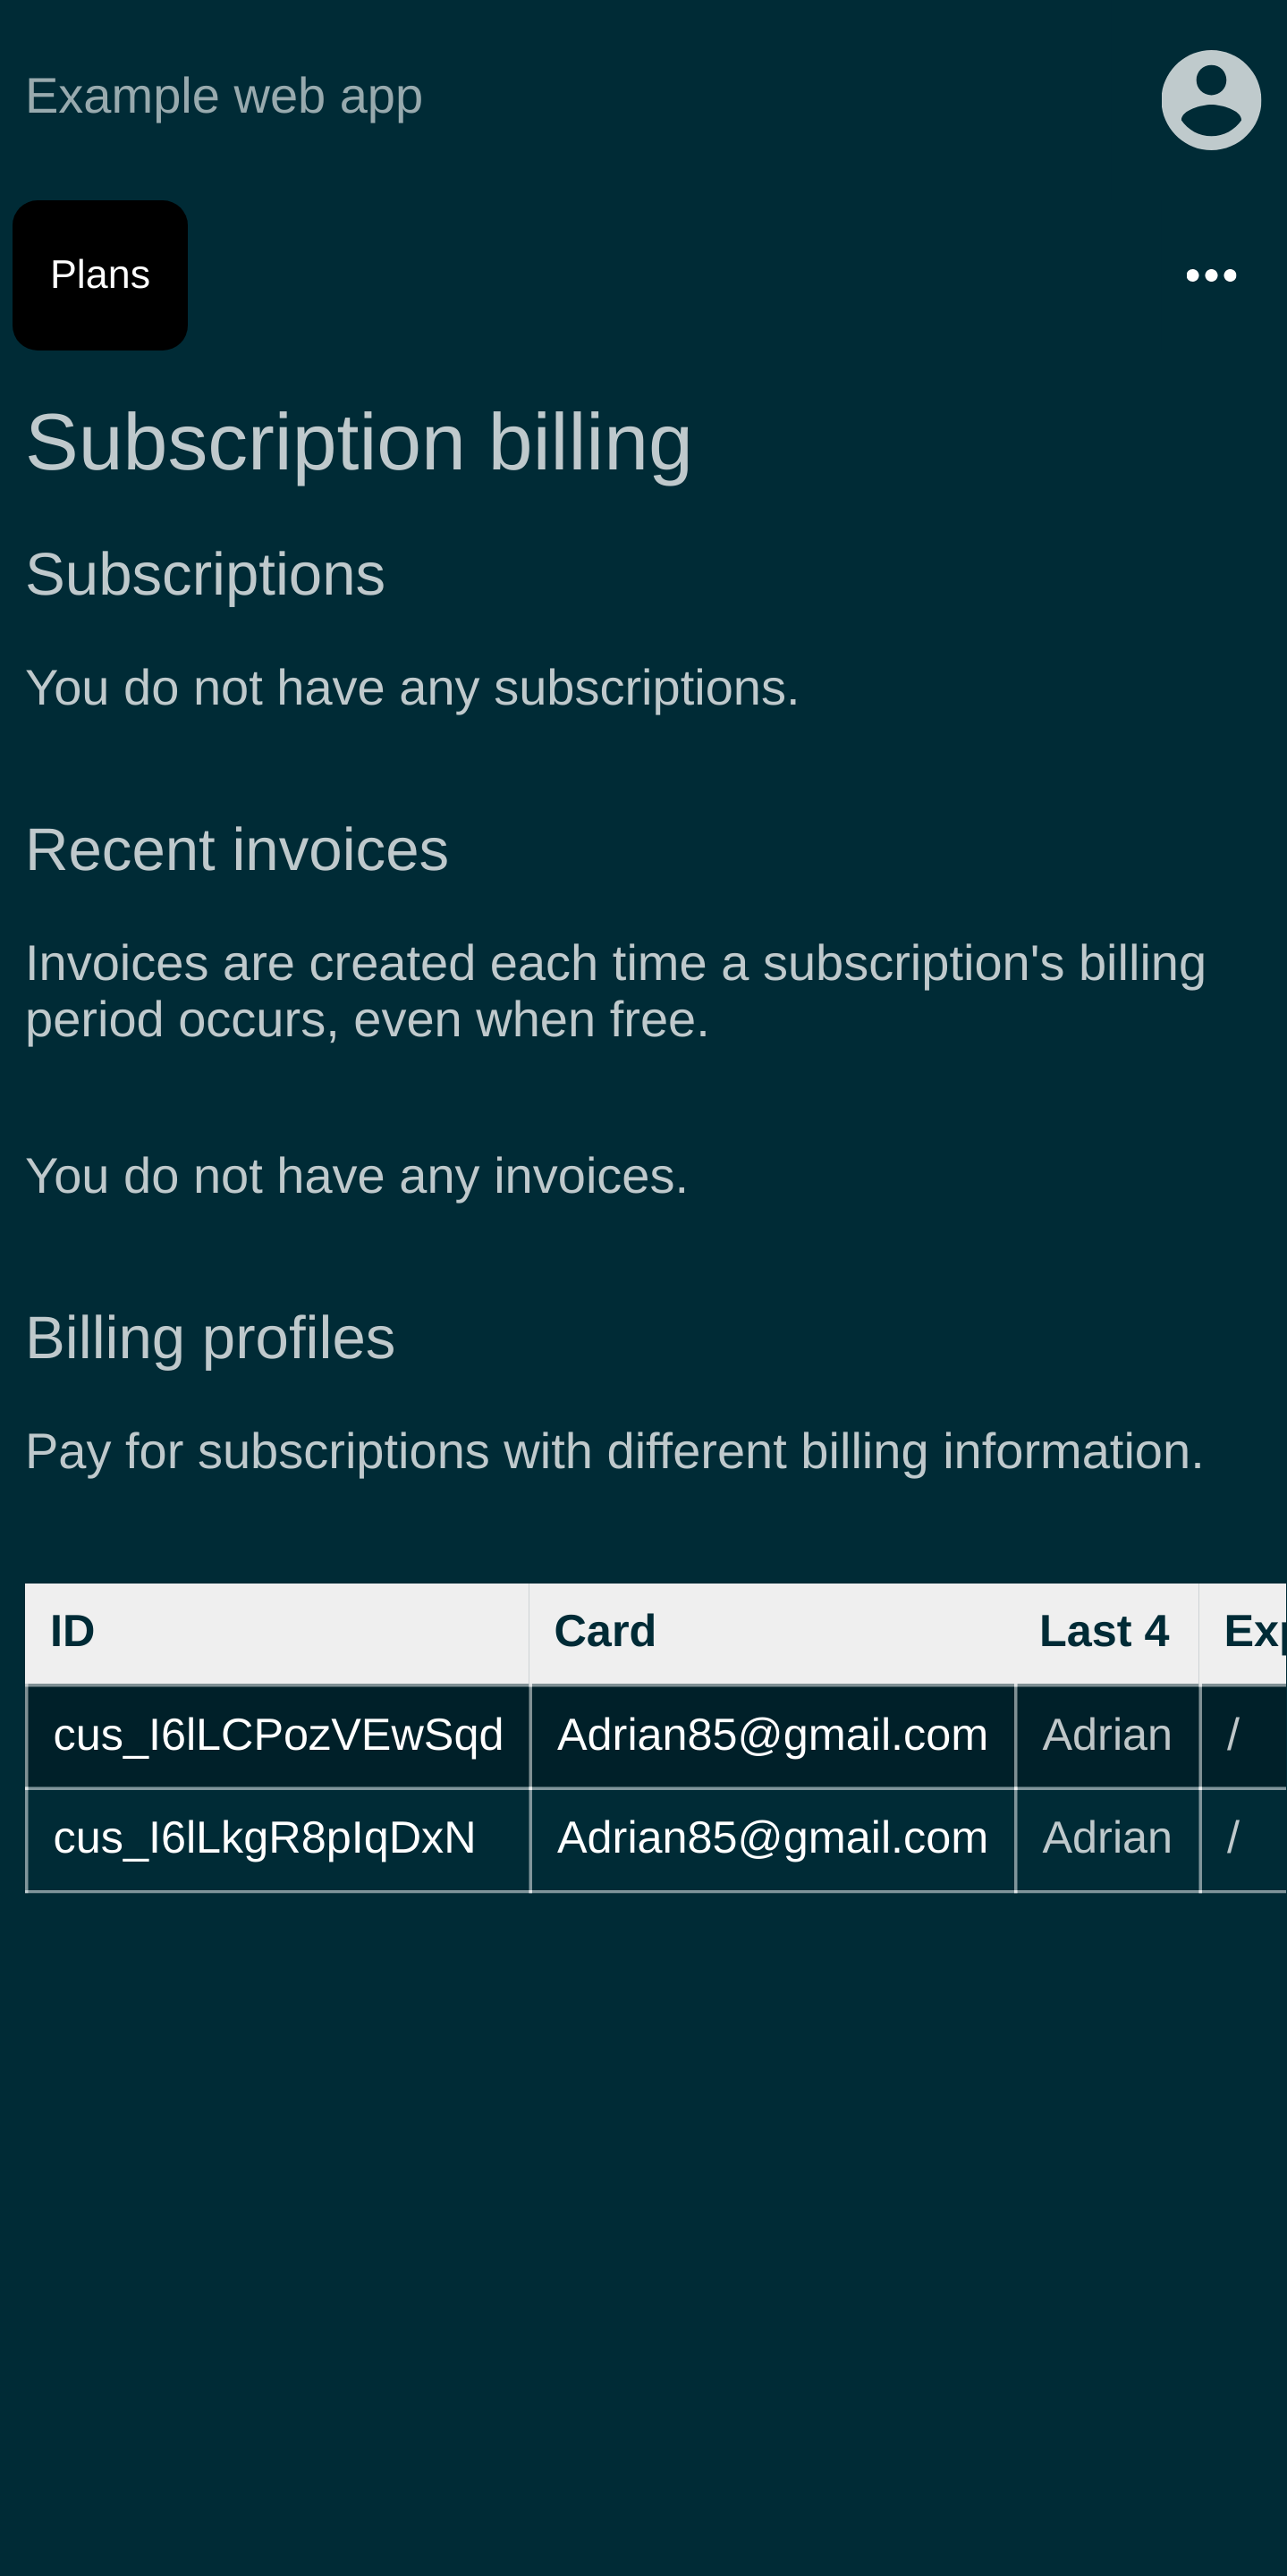 Example web app
Plans
Subscription billing
Subscriptions
You do not have any subscriptions.
Recent invoices
Invoices are created each time a subscription's billing
period occurs, even when free.
You do not have any invoices.
Billing profiles
Pay for subscriptions with different billing information.
ID Card Last 4 Exp
cus_I6lLCPozVEwSqd Adrian85@gmail.com Adrian /
cus_I6lLkgR8pIqDxN Adrian85@gmail.com Adrian /